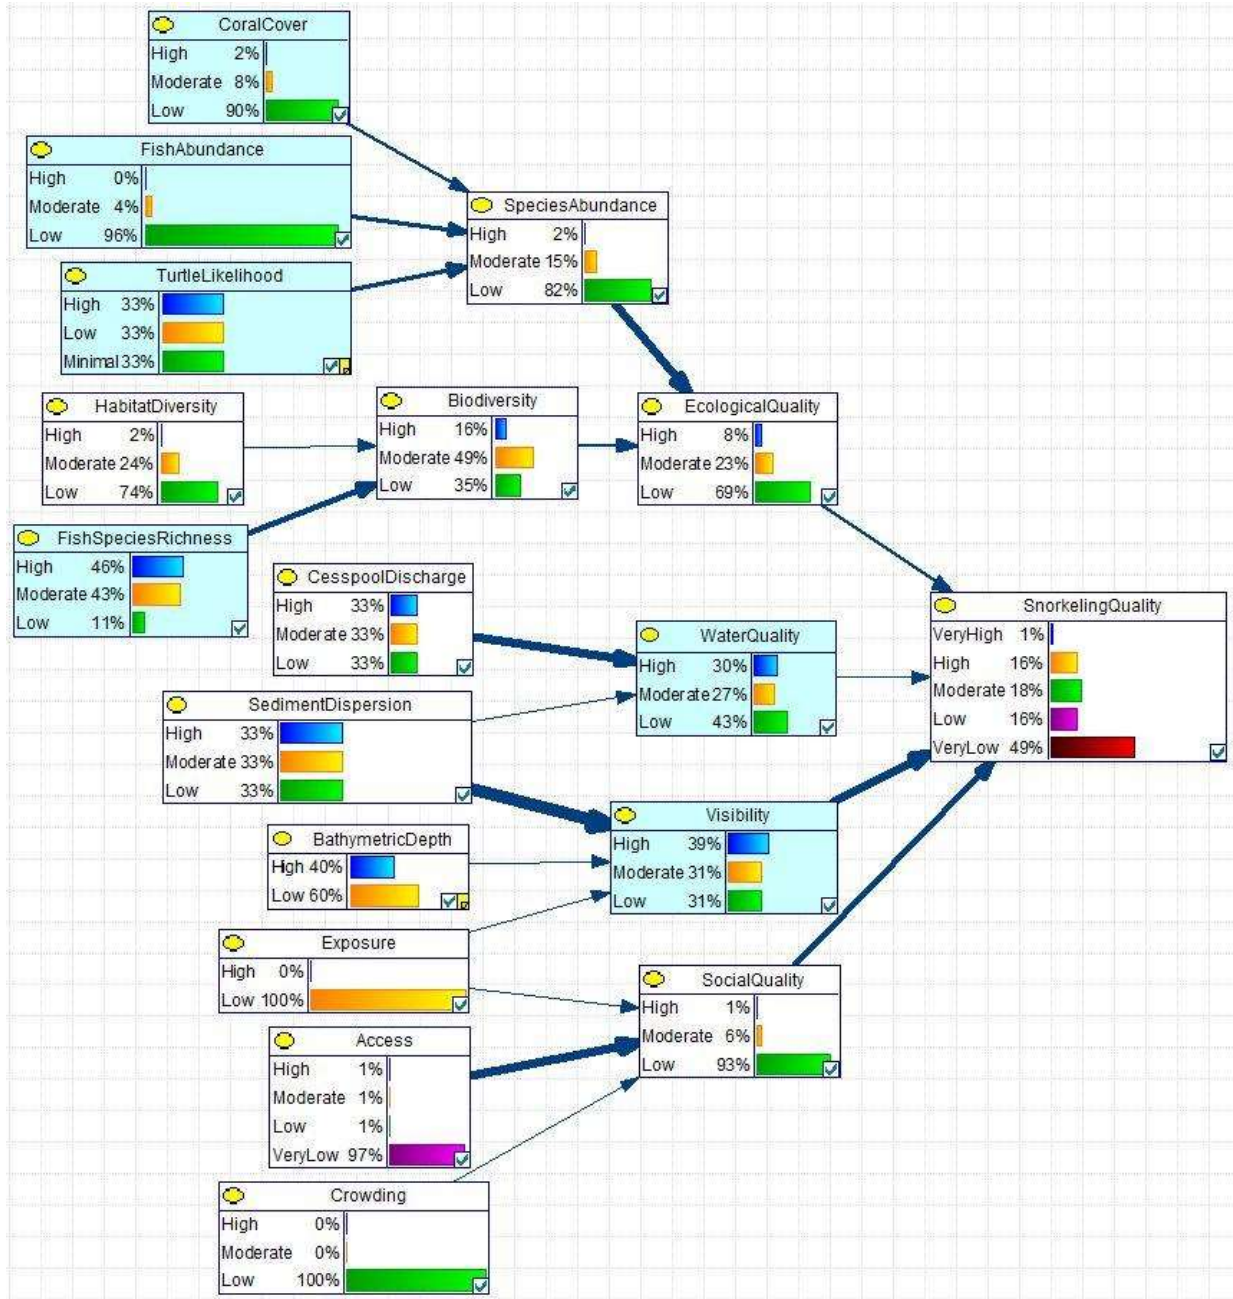 CoralCover
High 2%
Moderate 8%
Low 90%
FishAbundance
High 0%
Moderate 4%
Low 96%
SpeciesAbundance
High 2%
Moderate 15%
Low 82%
TurtleLikelihood
High 33%
Low 33%
Minimal 33%
HabitatDiversity
High 2%
Moderate 24%
Low 74%
Biodiversity
High 16%
Moderate 49%
Low 35%
EcologicalQuality
High 8%
Moderate 23%
Low 69%
FishSpeciesRichness
High 46%
Moderate 43%
Low 11%
CesspoolDischarge
High 33%
Moderate 33%
Low 33%
WaterQuality
High 30%
Moderate 27%
Low 43%
SnorkelingQuality
VeryHigh 1%
High 16%
Moderate 18%
Low 16%
VeryLow 49%
SedimentDispersion
High 33%
Moderate 33%
Low 33%
Visibility
High 39%
Moderate 31%
Low 31%
BathymetricDepth
High 40%
Low 60%
Exposure
High 0%
Low 100%
SocialQuality
High 1%
Moderate 6%
Low 93%
Access
High 1%
Moderate 1%
Low 1%
VeryLow 97%
Crowding
High 0%
Moderate 0%
Low 100%